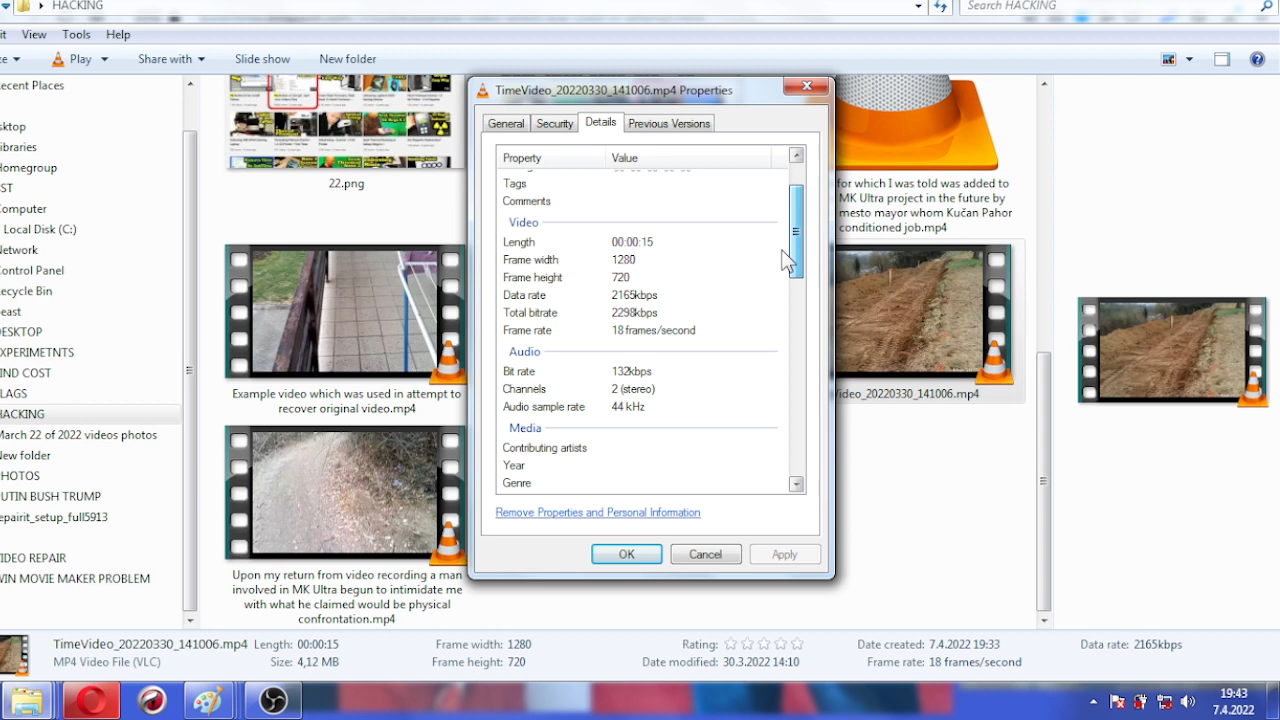 HACKING
Search HACKING
it View Tools Help
ze Play Share with Slide show New folder
ecent Places
sktop
ibraries
Homegroup
ST
Computer
Local Disk (C:)
Network
Control Panel
ecycle Bin
east
DESKTOP
XPERIMETNTS
IND COST
LAGS
HACKING
March 22 of 2022 videos photos
ew folder
HOTOS
UTIN BUSH TRUMP
epairit_setup_full5913
VIDEO REPAIR
WIN MOVIE MAKER PROBLEM
22.png
Example video which was used in attempt to
recover original video.mp4
Upon my return from video recording a man
involved in MK Ultra begun to intimidate me
with what he claimed would be physical
confrontation.mp4
TimeVideo_20220330_141006.mp4 Properties
General Security Details Previous Versions
Property Value
Tags
Comments
Video
Length 00:00:15
Frame width 1280
Frame height 720
Data rate 2165kbps
Total bitrate 2298kbps
Frame rate 18 frames/second
Audio
Bit rate 132kbps
Channels 2 (stereo)
Audio sample rate 44 kHz
Media
Contributing artists
Year
Genre
Remove Properties and Personal Information
OK Cancel Apply
for which I was told was added to
MK Ultra project in the future by
mesto mayor whom Kučan Pahor
conditioned job.mp4
Video_20220330_141006.mp4
TimeVideo_20220330_141006.mp4 Length: 00:00:15 Frame width: 1280 Rating: Date created: 7.4.2022 19:33 Data rate: 2165kbps
MP4 Video File (VLC) Size: 4,12 MB Frame height: 720 Date modified: 30.3.2022 14:10 Frame rate: 18 frames/second
19:43
7.4.2022